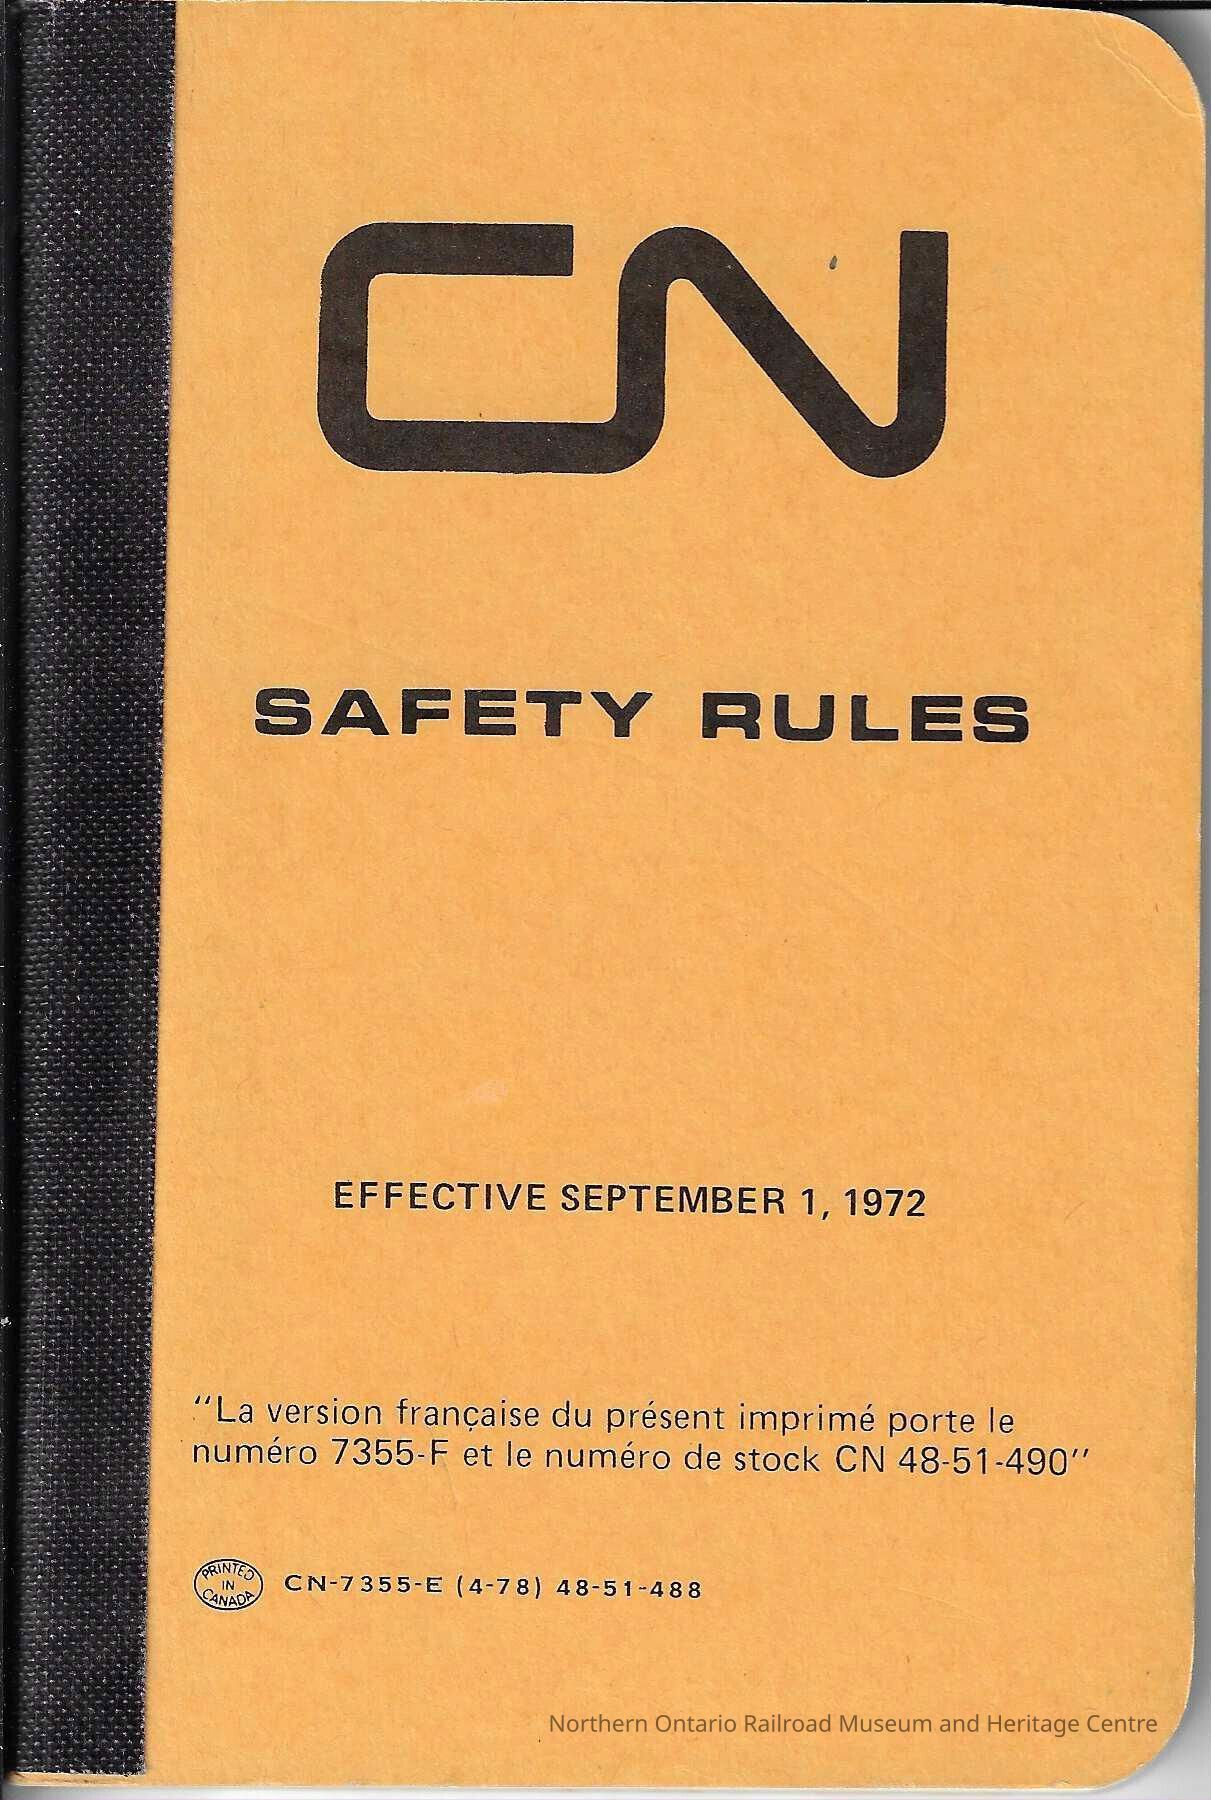 CN
SAFETY RULES
EFFECTIVE SEPTEMBER 1, 1972
"La version française du présent imprimé porte le
numéro 7355-F et le numéro de stock CN 48-51-490"
PRINTED
IN
CANADA
CN-7355-E (4-78) 48-51-488
Northern Ontario Railroad Museum and Heritage Centre